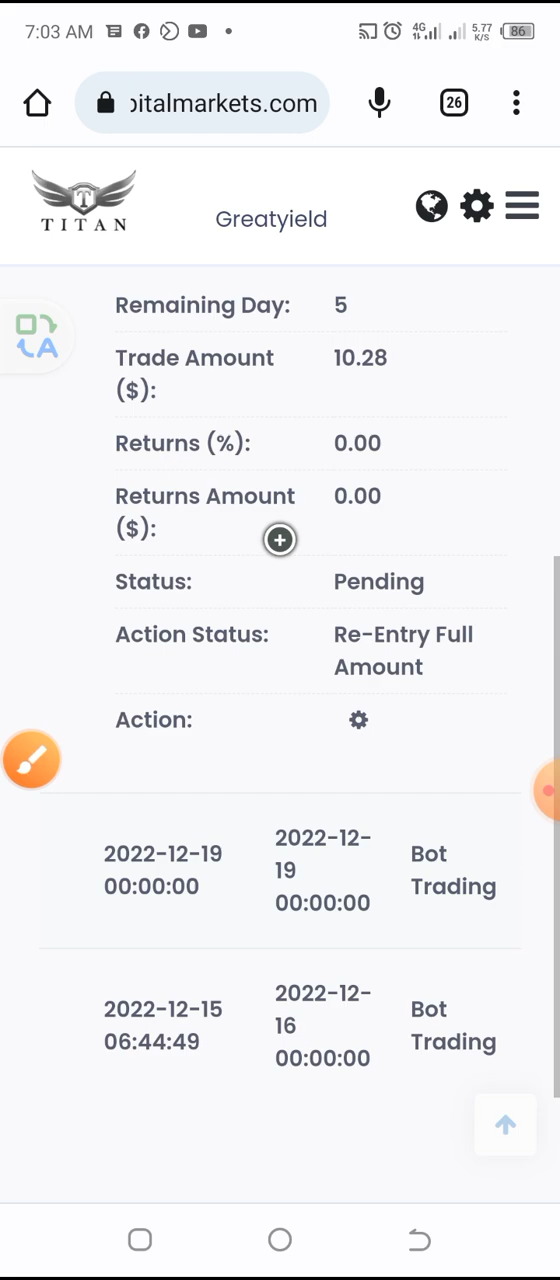 7:03 AM
4G
5.77
K/S
86
pitalmarkets.com
26
T
TITAN
Greatyield
A
Remaining Day: 5
Trade Amount
($): 10.28
Returns (%): 0.00
Returns Amount
($): 0.00
Status: Pending
Action Status: Re-Entry Full
Amount
Action:
2022-12-19
00:00:00
2022-12-
19
00:00:00
Bot
Trading
2022-12-15
06:44:49
2022-12-
16
00:00:00
Bot
Trading